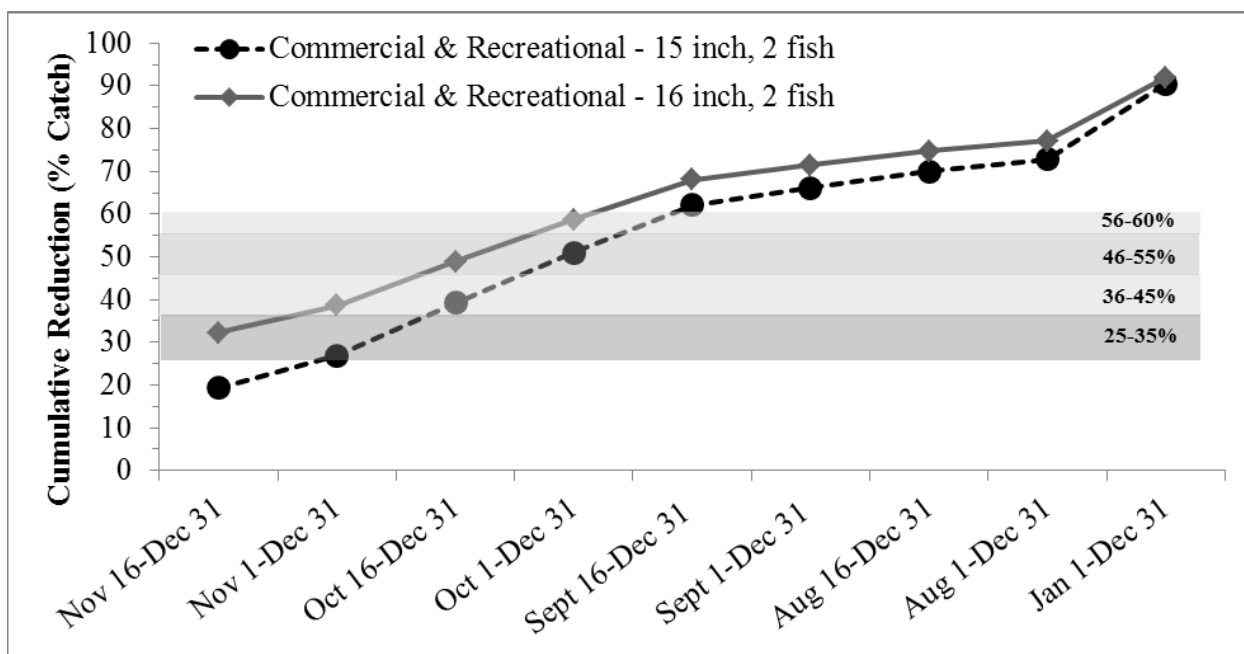 Cumulative Reduction (% Catch)
100
90
80
70
60
50
40
30
20
10
0
Commercial & Recreational - 15 inch, 2 fish
Commercial & Recreational - 16 inch, 2 fish
56-60%
46-55%
36-45%
25-35%
Nov 16-Dec 31
Nov 1-Dec 31
Oct 16-Dec 31
Oct 1-Dec 31
Sept 16-Dec 31
Sept 1-Dec 31
Aug 16-Dec 31
Aug 1-Dec 31
Jan 1-Dec 31